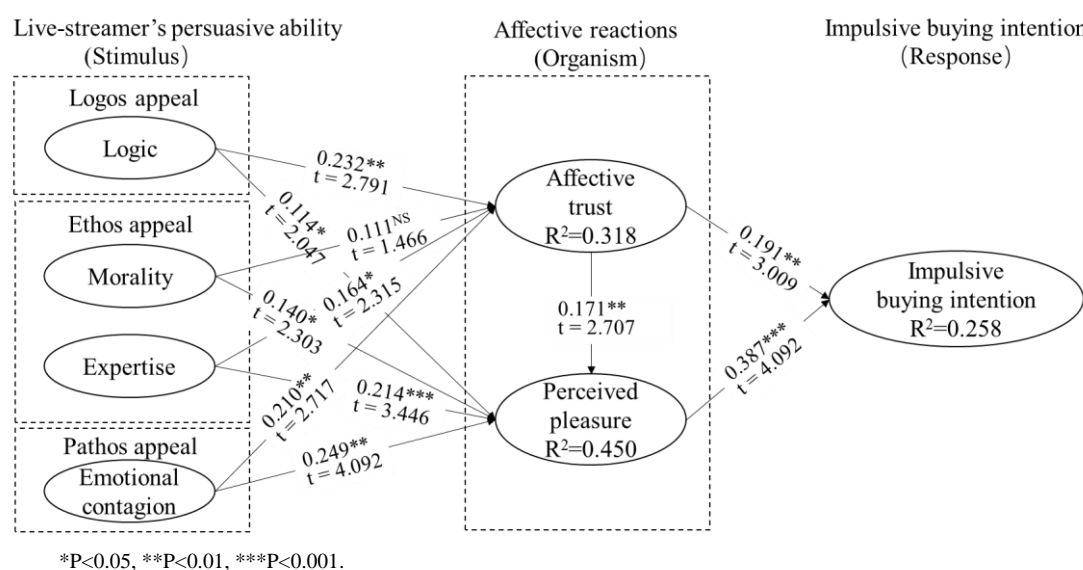 Live-streamer's persuasive ability
(Stimulus)
Affective reactions
(Organism)
Impulsive buying intention
(Response)
Logos appeal
Logic
Ethos appeal
Morality
Expertise
Pathos appeal
Emotional
contagion
0.232**
t = 2.791
0.114*
t = 2.047
0.111NS
t = 1.466
0.140*
t = 2.303
0.164*
t = 2.315
0.214***
t = 3.446
0.210**
t = 2.717
0.249**
t = 4.092
Affective
trust
R²=0.318
0.171**
t = 2.707
Perceived
pleasure
R²=0.450
0.191**
t = 3.009
0.387***
t = 4.092
Impulsive
buying intention
R²=0.258
*P<0.05, **P<0.01, ***P<0.001.